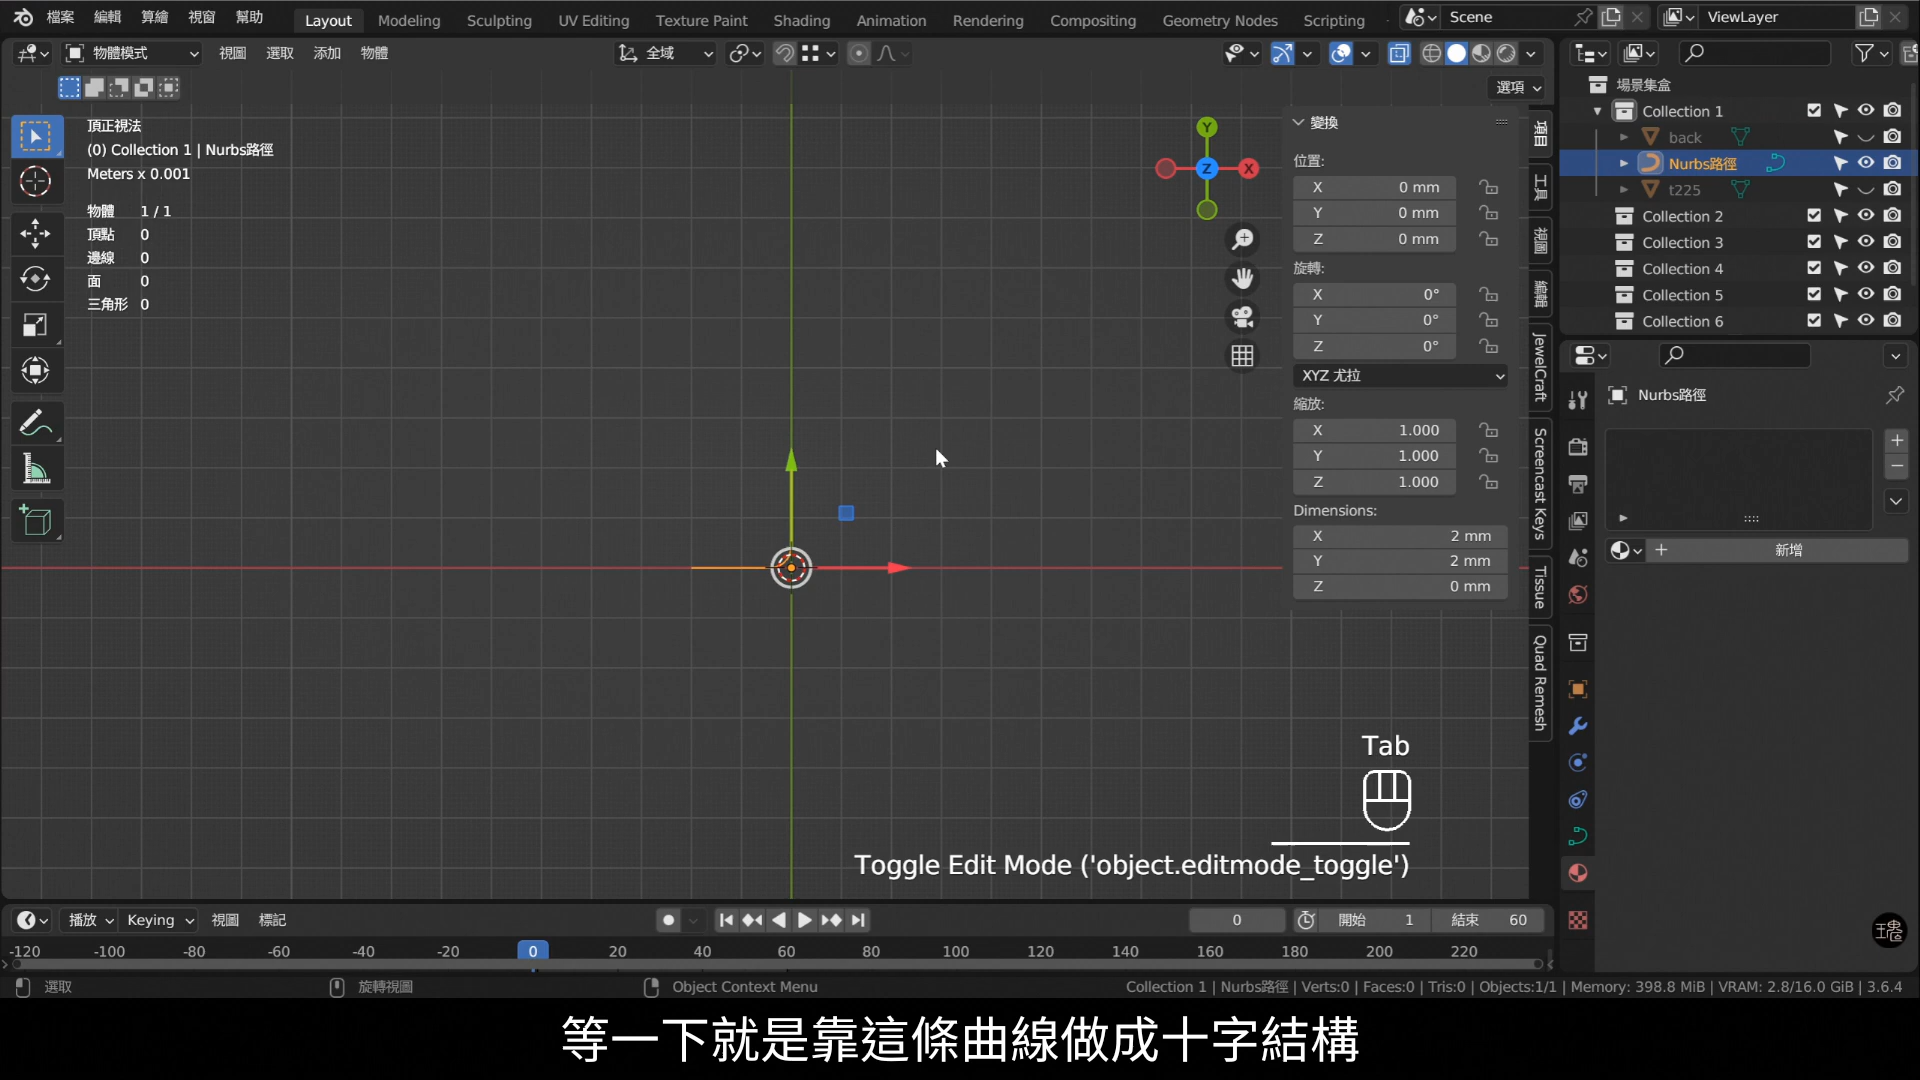 檔案 編輯 算繪 視窗 幫助 Layout Modeling Sculpting UV Editing Texture Paint Shading Animation Rendering Compositing Geometry Nodes Scripting Scene ViewLayer
物體模式 視圖 選取 添加 物體 全域
選項
頂正視法
(0) Collection 1 | Nurbs路徑
Meters x 0.001
物體 1 / 1
頂點 0
邊線 0
面 0
三角形 0
Y
X
Z
變換
位置:
X 0 mm
Y 0 mm
Z 0 mm
旋轉:
X 0°
Y 0°
Z 0°
XYZ 尤拉
縮放:
X 1.000
Y 1.000
Z 1.000
Dimensions:
X 2 mm
Y 2 mm
Z 0 mm
項目
工具
視圖
編輯
JewelCraft
Screencast Keys
Tissue
Quad Remesh
場景集盒
Collection 1
back
Nurbs路徑
t225
Collection 2
Collection 3
Collection 4
Collection 5
Collection 6
Nurbs路徑
新增
Tab
Toggle Edit Mode ('object.editmode_toggle')
播放 Keying 視圖 標記 0 開始 1 結束 60
-120 -100 -80 -60 -40 -20 0 20 40 60 80 100 120 140 160 180 200 220
選取 旋轉視圖 Object Context Menu Collection 1 | Nurbs路徑 | Verts:0 | Faces:0 | Tris:0 | Objects:1/1 | Memory: 398.8 MiB | VRAM: 2.8/16.0 GiB | 3.6.4
等一下就是靠這條曲線做成十字結構